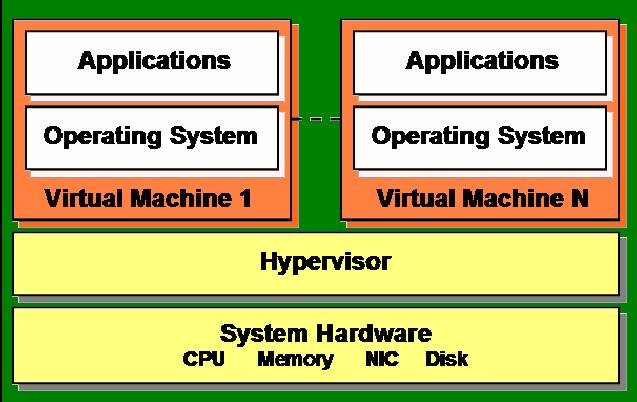 Applications
Applications
Operating System
Operating System
Virtual Machine 1
Virtual Machine N
Hypervisor
System Hardware
CPU Memory NIC Disk